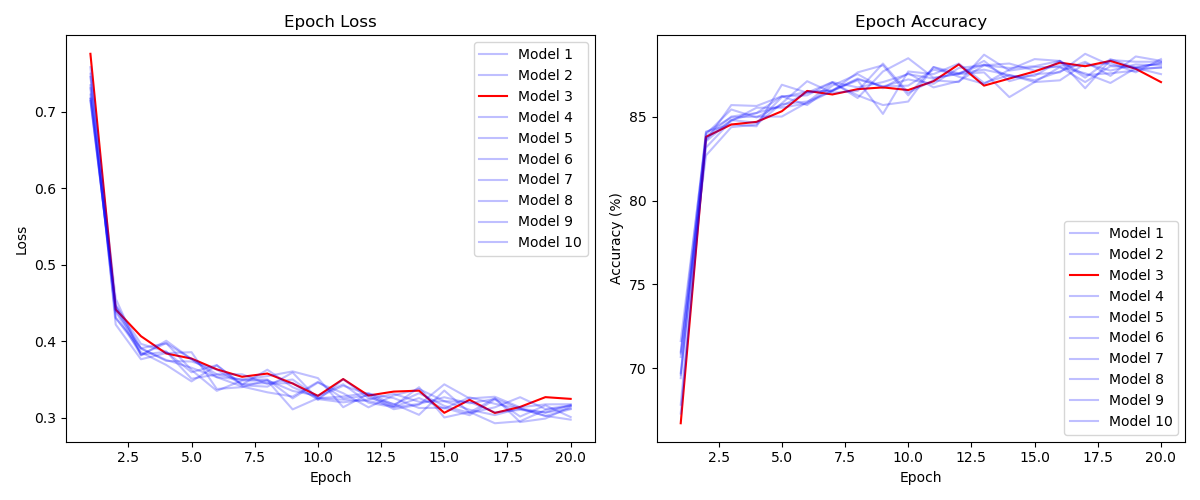 Epoch Loss
Loss
0.7
0.6
0.5
0.4
0.3
2.5
5.0
7.5
10.0
12.5
15.0
17.5
20.0
Epoch
Model 1
Model 2
Model 3
Model 4
Model 5
Model 6
Model 7
Model 8
Model 9
Model 10
Epoch Accuracy
Accuracy (%)
85
80
75
70
2.5
5.0
7.5
10.0
12.5
15.0
17.5
20.0
Epoch
Model 1
Model 2
Model 3
Model 4
Model 5
Model 6
Model 7
Model 8
Model 9
Model 10